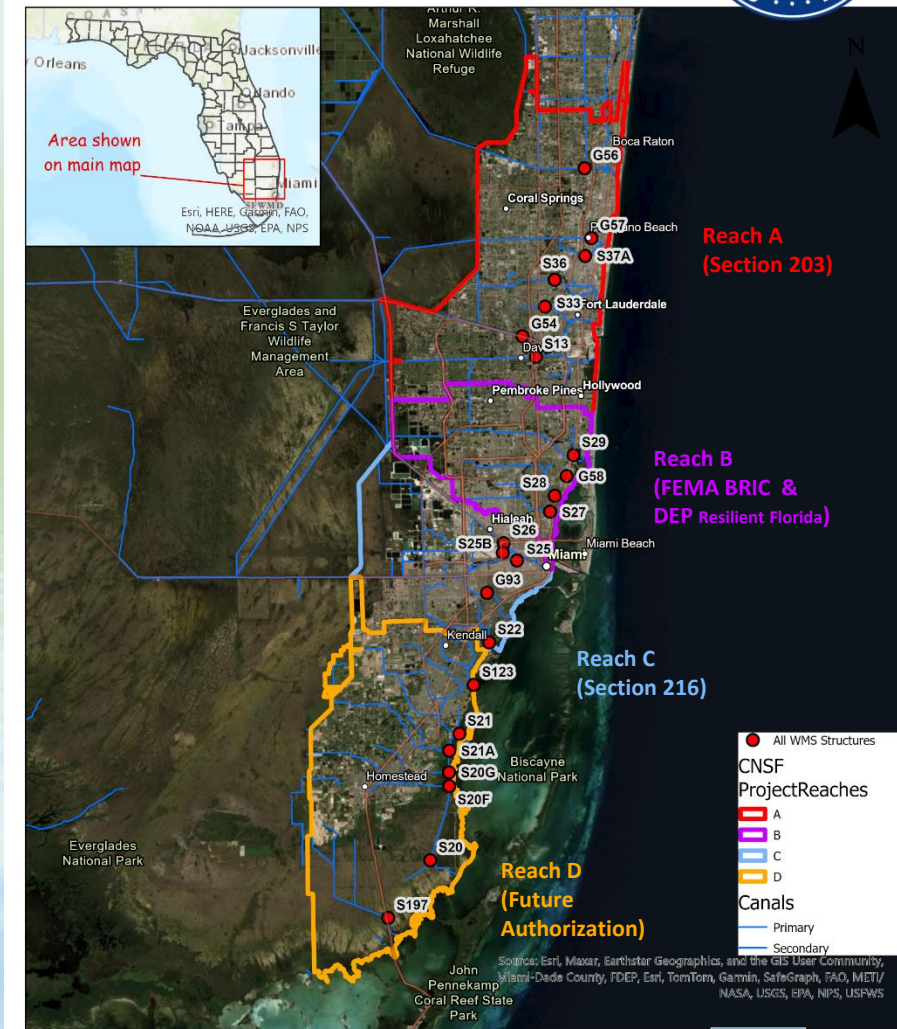 Arthur R.
Marshall
Loxahatchee
National Wildlife
Refuge
Orleans
Jacksonville
Orlando
Tampa
Miami
SFWMD
Area shown
on main map
Esri, HERE, Garmin, FAO,
NOAA, USGS, EPA, NPS
N
Boca Raton
G56
Coral Springs
G57
Pompano Beach
S37A
Reach A
(Section 203)
S36
S33
Fort Lauderdale
Everglades and
Francis S Taylor
Wildlife
Management
Area
G54
S13
Pembroke Pines
Hollywood
S29
Reach B
(FEMA BRIC &
DEP Resilient Florida)
G58
S28
S27
Hialeah
S26
S25B
S25
Miami Beach
Miami
G93
S22
Kendall
Reach C
(Section 216)
S123
S21
S21A
Biscayne
National Park
S20G
Homestead
S20F
Everglades
National Park
S20
Reach D
(Future
Authorization)
S197
John
Pennekamp
Coral Reef State
Park
All WMS Structures
CNSF
ProjectReaches
A
B
C
D
Canals
Primary
Secondary
Source: Esri, Maxar, Earthstar Geographics, and the GIS User Community,
Miami-Dade County, FDEP, Esri, TomTom, Garmin, SafeGraph, FAO, METI/
NASA, USGS, EPA, NPS, USFWS